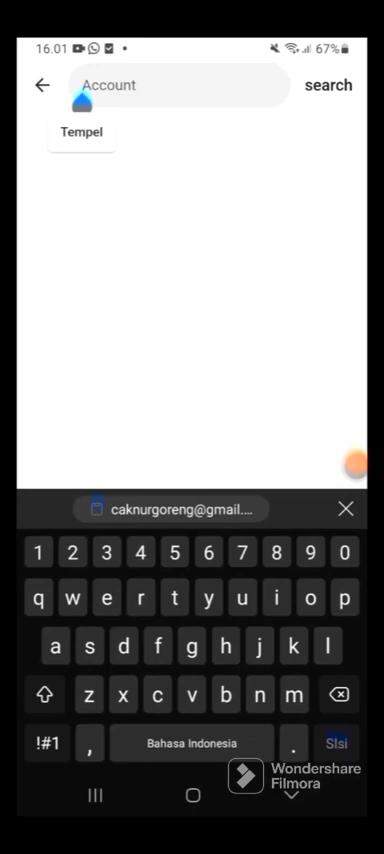 16.01 67%
Account search
Tempel
caknurgoreng@gmail....
1 2 3 4 5 6 7 8 9 0
q w e r t y u i o p
a s d f g h j k l
z x c v b n m
!#1 , Bahasa Indonesia .
Wondershare
Filmora